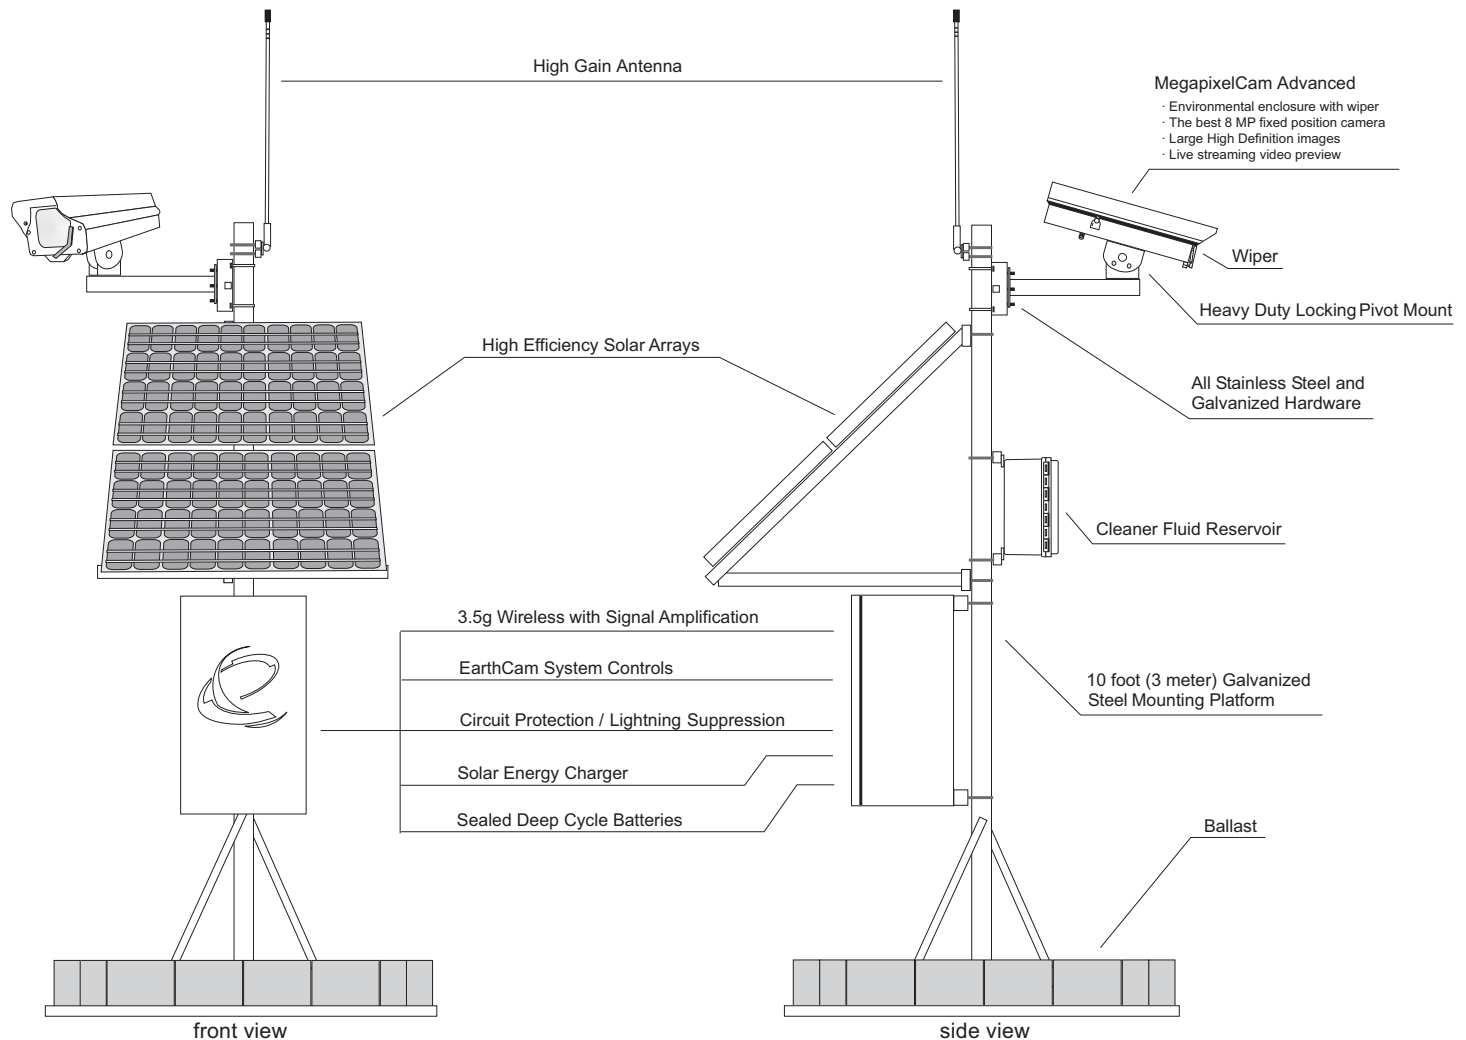 High Gain Antenna
MegapixelCam Advanced
· Environmental enclosure with wiper
· The best 8 MP fixed position camera
· Large High Definition images
· Live streaming video preview
Wiper
Heavy Duty Locking Pivot Mount
High Efficiency Solar Arrays
All Stainless Steel and
Galvanized Hardware
Cleaner Fluid Reservoir
3.5g Wireless with Signal Amplification
EarthCam System Controls
Circuit Protection / Lightning Suppression
Solar Energy Charger
Sealed Deep Cycle Batteries
10 foot (3 meter) Galvanized
Steel Mounting Platform
Ballast
front view
side view